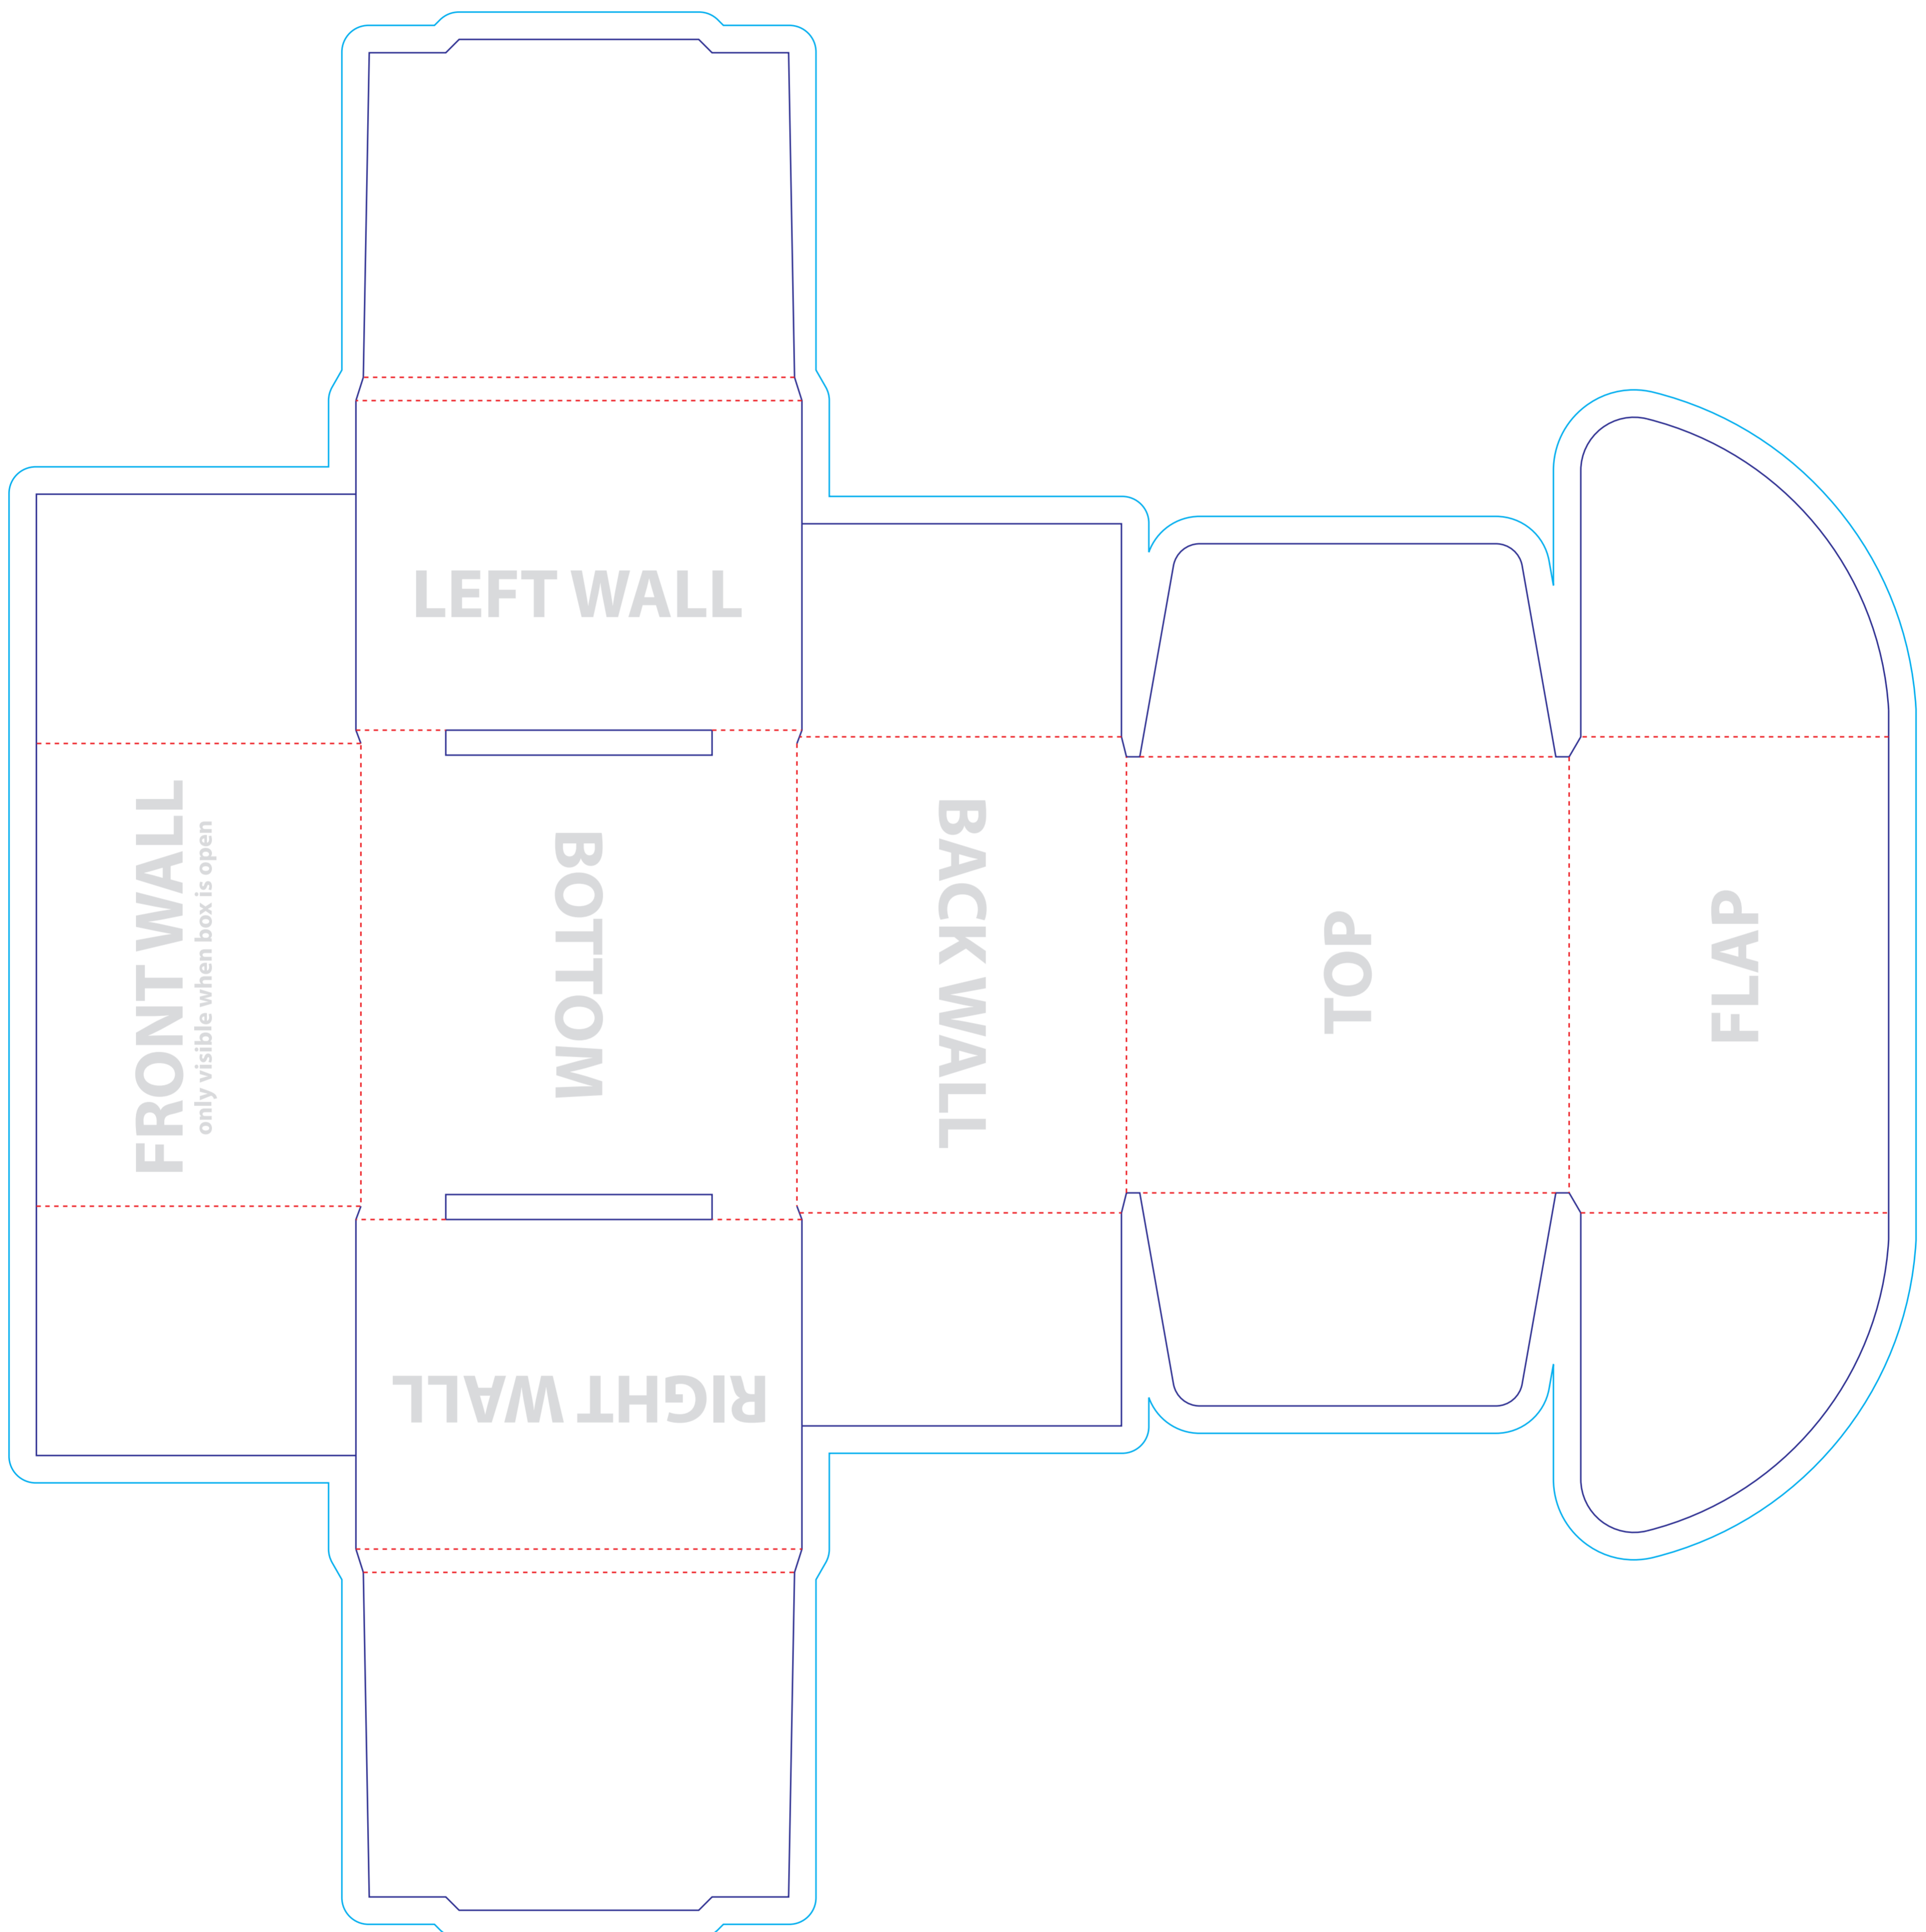 LEFT WALL
FRONT WALL
only visible when box is open
BOTTOM
BACK WALL
TOP
FLAP
RIGHT WALL